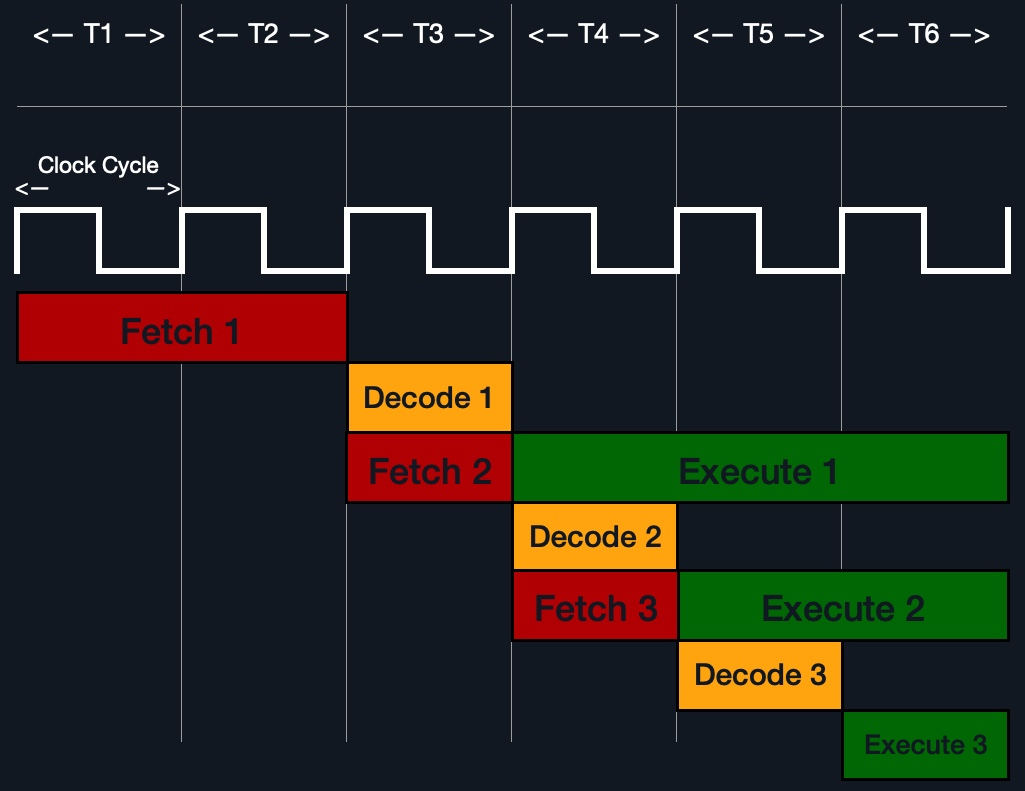 <— T1 —> <— T2 —> <— T3 —> <— T4 —> <— T5 —> <— T6 —>
Clock Cycle
<— —>
Fetch 1
Decode 1
Fetch 2 Execute 1
Decode 2
Fetch 3 Execute 2
Decode 3
Execute 3